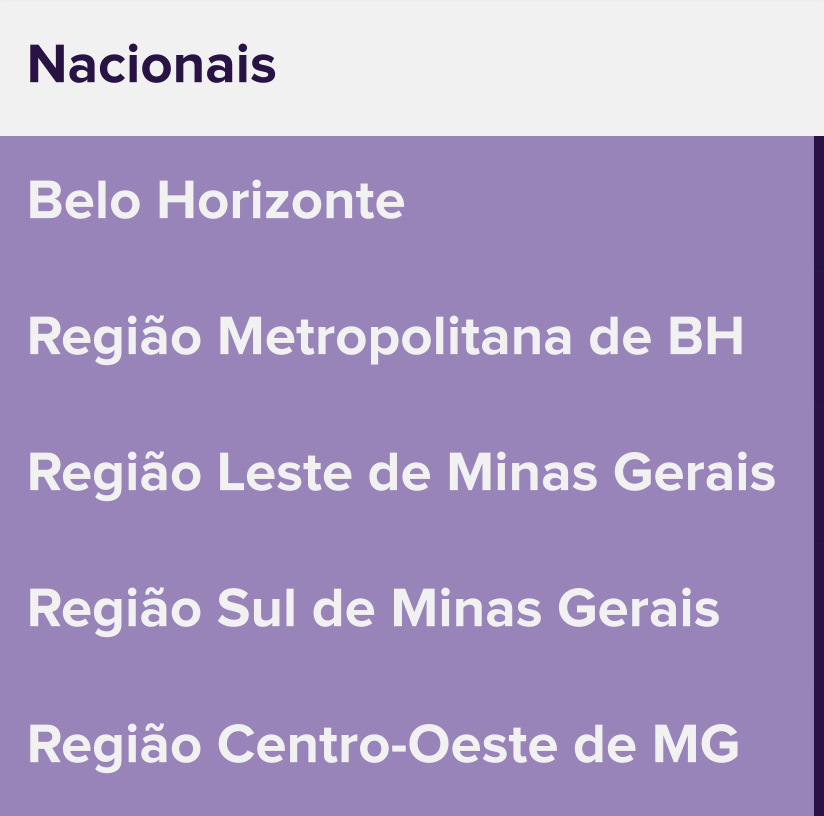 Nacionais
Belo Horizonte
Região Metropolitana de BH
Região Leste de Minas Gerais
Região Sul de Minas Gerais
Região Centro-Oeste de MG